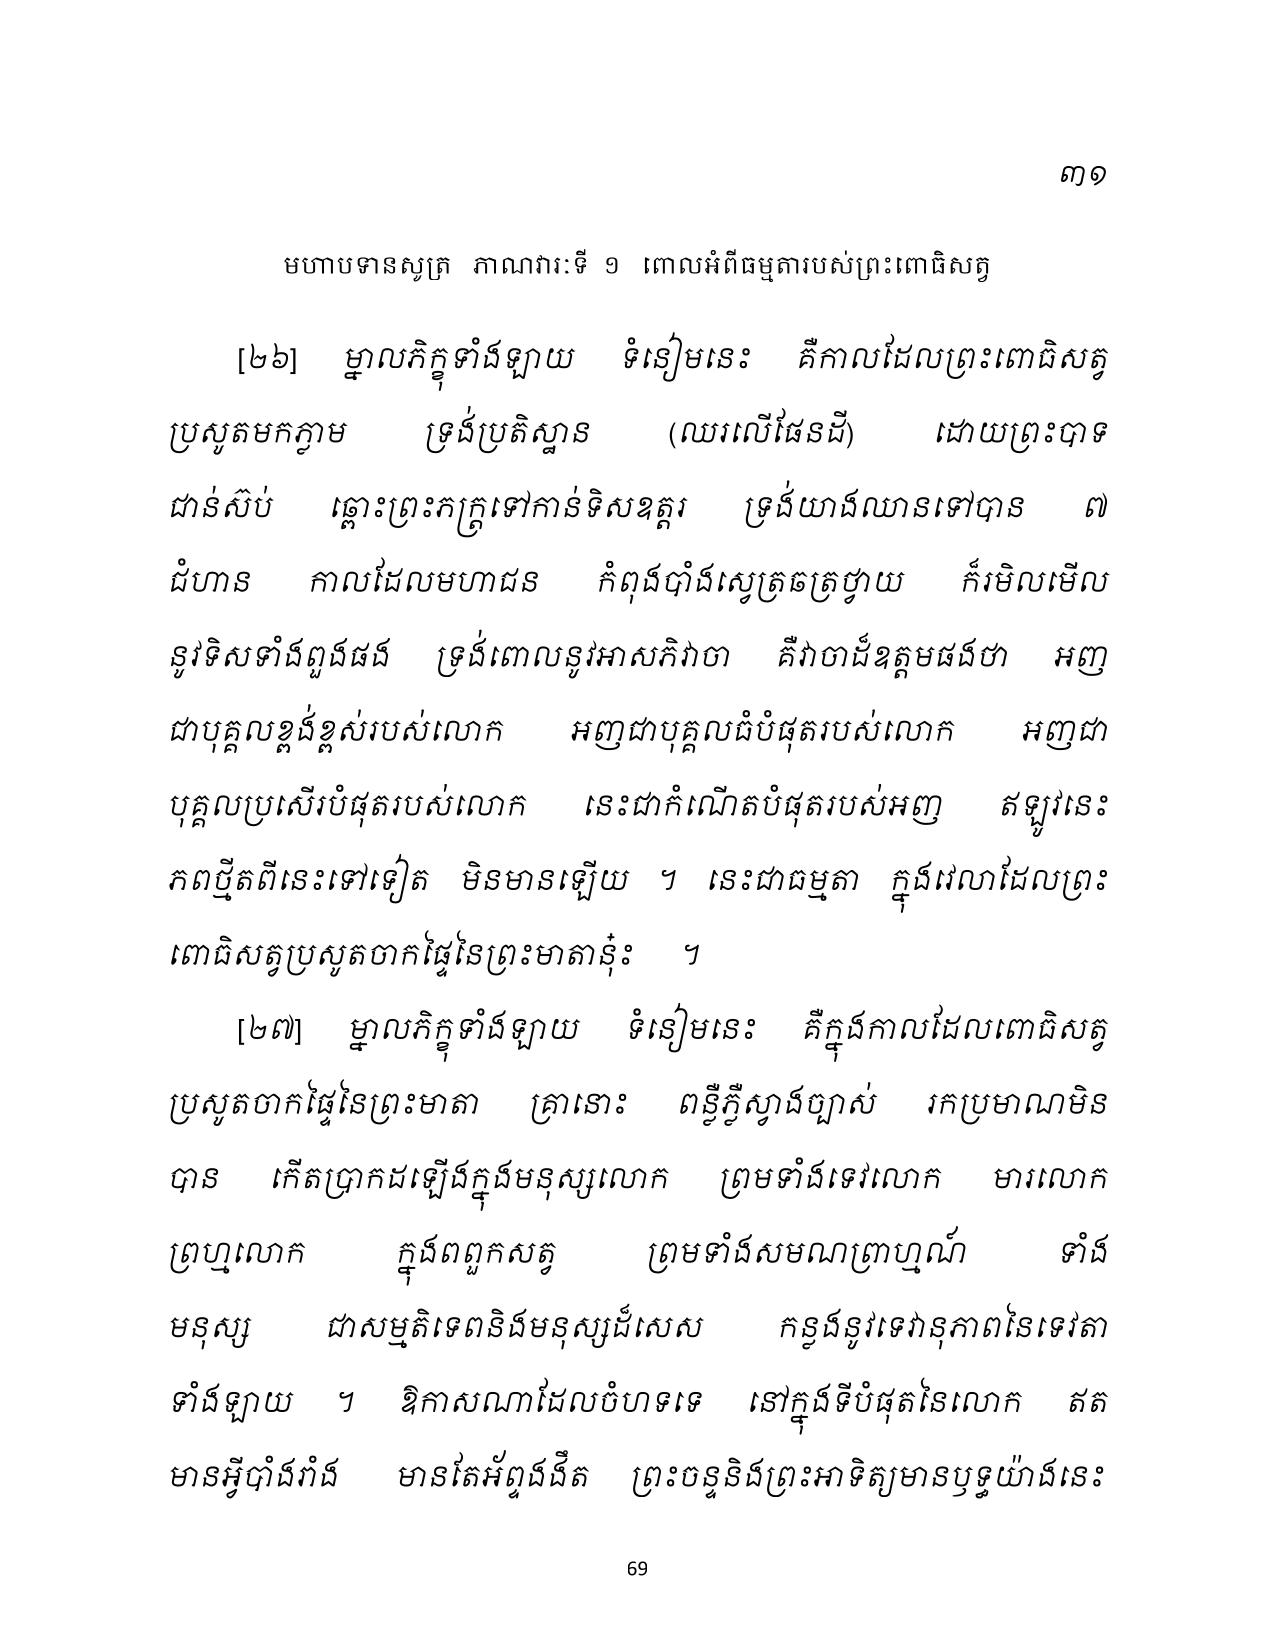 ៣១
មហាបទានសូត្រ ភាណវារៈទី ១ ពោលអំពីធម្មតារបស់ព្រះពោធិសត្វ
[២៦] ម្នាលភិក្ខុទាំងឡាយ ទំនៀមនេះ គឺកាលដែលព្រះពោធិសត្វ
ប្រសូតមកភ្លាម ទ្រង់ប្រតិស្ឋាន (ឈរលើផែនដី) ដោយព្រះបាទ
ជាន់ស៊ប់ ឆ្ពោះព្រះភក្ត្រទៅកាន់ទិសឧត្តរ ទ្រង់យាងឈានទៅបាន ៧
ជំហាន កាលដែលមហាជន កំពុងបាំងស្វេត្រឆត្រថ្វាយ ក៏រមិលមើល
នូវទិសទាំងពួងផង ទ្រង់ពោលនូវអាសភិវាចា គឺវាចាដ៏ឧត្តមផងថា អញ
ជាបុគ្គលខ្ពង់ខ្ពស់របស់លោក អញជាបុគ្គលធំបំផុតរបស់លោក អញជា
បុគ្គលប្រសើរបំផុតរបស់លោក នេះជាកំណើតបំផុតរបស់អញ ឥឡូវនេះ
ភពថ្មីតពីនេះទៅទៀត មិនមានឡើយ ។ នេះជាធម្មតា ក្នុងវេលាដែលព្រះ
ពោធិសត្វប្រសូតចាកផ្ទៃនៃព្រះមាតានុ៎ះ ។
[២៧] ម្នាលភិក្ខុទាំងឡាយ ទំនៀមនេះ គឺក្នុងកាលដែលពោធិសត្វ
ប្រសូតចាកផ្ទៃនៃព្រះមាតា គ្រានោះ ពន្លឺភ្លឺស្វាងច្បាស់ រកប្រមាណមិន
បាន កើតប្រាកដឡើងក្នុងមនុស្សលោក ព្រមទាំងទេវលោក មារលោក
ព្រហ្មលោក ក្នុងពពួកសត្វ ព្រមទាំងសមណព្រាហ្មណ៍ ទាំង
មនុស្ស ជាសម្មតិទេពនិងមនុស្សដ៏សេស កន្លងនូវទេវានុភាពនៃទេវតា
ទាំងឡាយ ។ ឱកាសណាដែលចំហទទេ នៅក្នុងទីបំផុតនៃលោក ឥត
មានអ្វីបាំងរាំង មានតែអ័ព្ទងងឹត ព្រះចន្ទនិងព្រះអាទិត្យមានឫទ្ធយ៉ាងនេះ
69